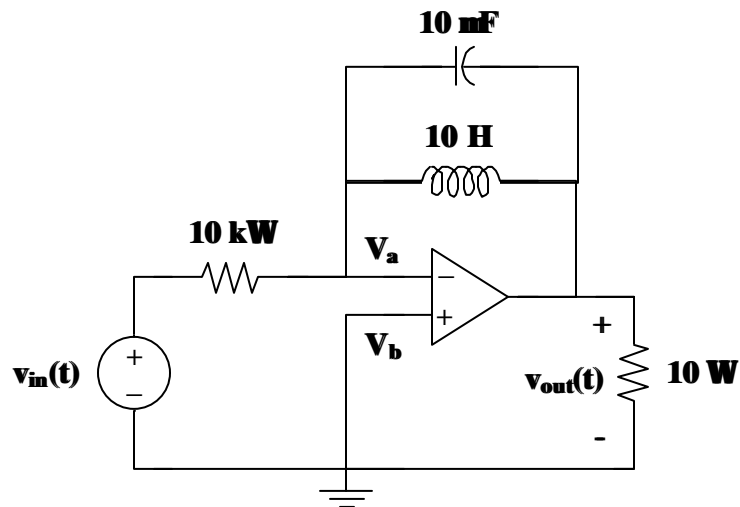 10 mF
10 H
10 kW
Va
−
+
Vb
+
−
vin(t)
+
vout(t)
-
10 W